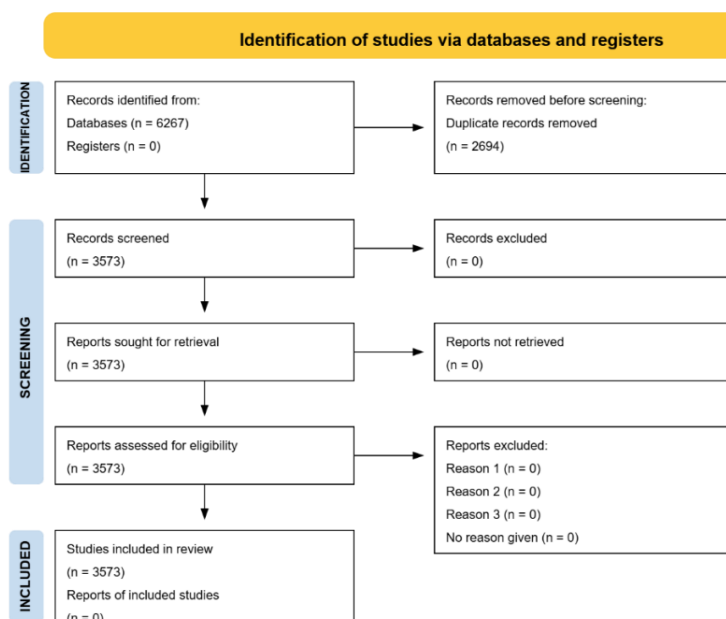 Identification of studies via databases and registers
IDENTIFICATION
Records identified from:
Databases (n = 6267)
Registers (n = 0)
Records removed before screening:
Duplicate records removed
(n = 2694)
SCREENING
Records screened
(n = 3573)
Records excluded
(n = 0)
Reports sought for retrieval
(n = 3573)
Reports not retrieved
(n = 0)
Reports assessed for eligibility
(n = 3573)
Reports excluded:
Reason 1 (n = 0)
Reason 2 (n = 0)
Reason 3 (n = 0)
No reason given (n = 0)
INCLUDED
Studies included in review
(n = 3573)
Reports of included studies
(n = 0)